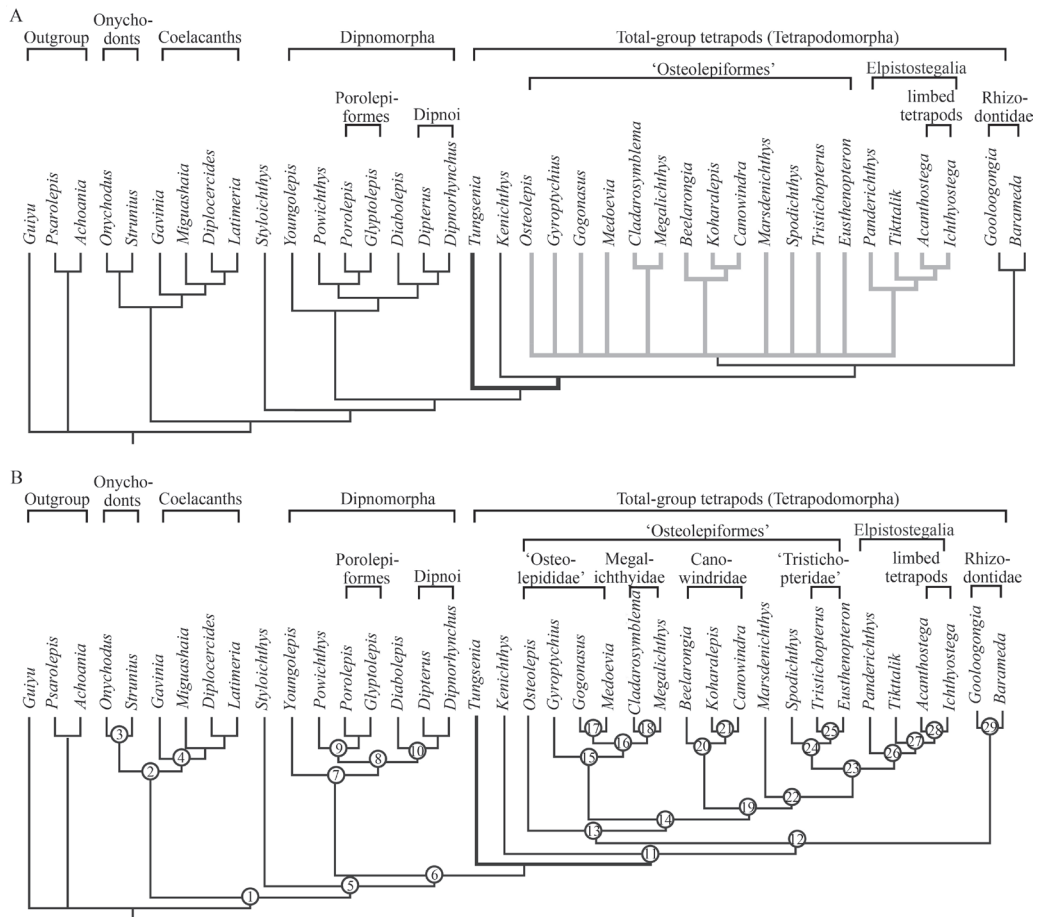 A
Onycho-
donts
Outgroup
Coelacanths
Dipnomorpha
Total-group tetrapods (Tetrapodomorpha)
‘Osteolepiformes’
Elpistostegalia
Porolepi-
formes
Dipnoi
limbed
tetrapods
Rhizo-
dontidae
Guiyu
Psarolepis
Achoania
Onychodus
Strunius
Gavinia
Miguashaia
Diplocercides
Latimeria
Styloichthys
Youngolepis
Powichthys
Porolepis
Glyptolepis
Diabolepis
Dipterus
Dipnorhynchus
Tungsenia
Kenichthys
Osteolepis
Gyroptychius
Gogonasus
Medoevia
Cladarosymblema
Megalichthys
Beelarongia
Koharalepis
Canowindra
Marsdenichthys
Spodichthys
Tristichopterus
Eusthenopteron
Panderichthys
Tiktaalik
Acanthostega
Ichthyostega
Gooloogongia
Barameda
B
Onycho-
donts
Outgroup
Coelacanths
Dipnomorpha
Total-group tetrapods (Tetrapodomorpha)
‘Osteolepiformes’
Elpistostegalia
Porolepi-
formes
Dipnoi
‘Osteo-
lepididae’
Megal-
ichthyidae
Cano-
windridae
‘Tristicho-
pteridae’
limbed
tetrapods
Rhizo-
dontidae
Guiyu
Psarolepis
Achoania
Onychodus
Strunius
Gavinia
Miguashaia
Diplocercides
Latimeria
Styloichthys
Youngolepis
Powichthys
Porolepis
Glyptolepis
Diabolepis
Dipterus
Dipnorhynchus
Tungsenia
Kenichthys
Osteolepis
Gyroptychius
Gogonasus
Medoevia
Cladarosymblema
Megalichthys
Beelarongia
Koharalepis
Canowindra
Marsdenichthys
Spodichthys
Tristichopterus
Eusthenopteron
Panderichthys
Tiktaalik
Acanthostega
Ichthyostega
Gooloogongia
Barameda
3 17 18 21 25 28 29
9 10 16 20 24 27
4 8 15 26
2 7 23
22
19
14
13 12
11
6
5
1